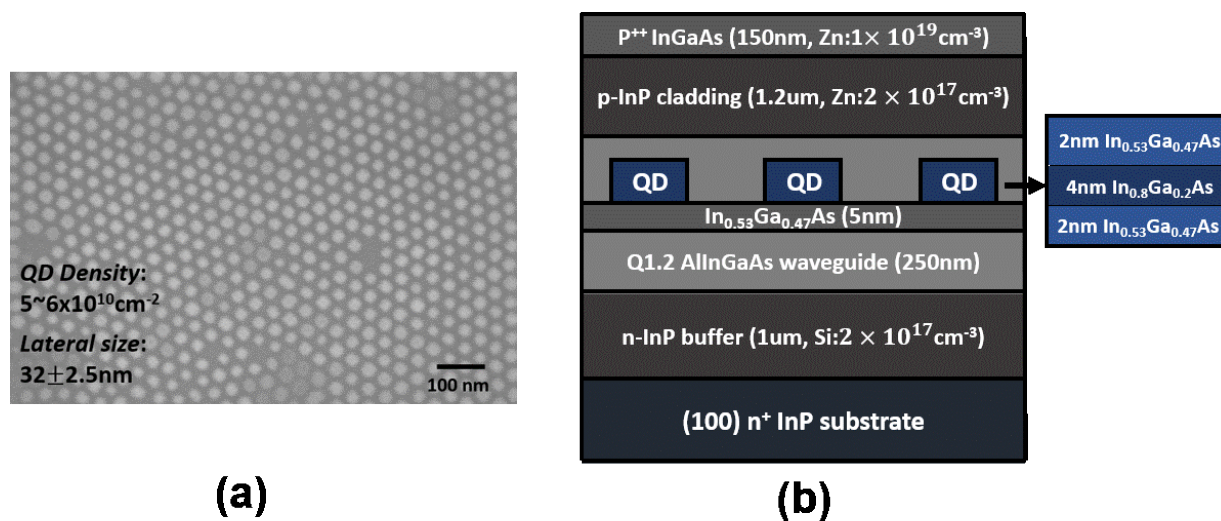 QD Density:
5~6x10¹⁰cm⁻²
Lateral size:
32±2.5nm
100 nm
(a)
P⁺⁺ InGaAs (150nm, Zn:1× 10¹⁹cm⁻³)
p-InP cladding (1.2um, Zn:2 × 10¹⁷cm⁻³)
QD QD QD
2nm In₀.₅₃Ga₀.₄₇As
4nm In₀.₈Ga₀.₂As
2nm In₀.₅₃Ga₀.₄₇As
In₀.₅₃Ga₀.₄₇As (5nm)
Q1.2 AlInGaAs waveguide (250nm)
n-InP buffer (1um, Si:2 × 10¹⁷cm⁻³)
(100) n⁺ InP substrate
(b)